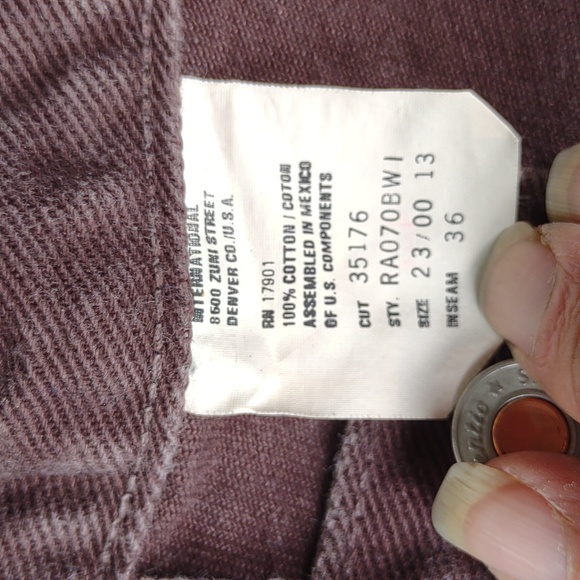 INTERNATIONAL
8600 ZUNI STREET
DENVER CO./U.S.A.
RN 17901
100% COTTON / COTON
ASSEMBLED IN MEXICO
OF U.S. COMPONENTS
CUT 35176
STY. RA070BWI
SIZE 23/00 13
INSEAM 36